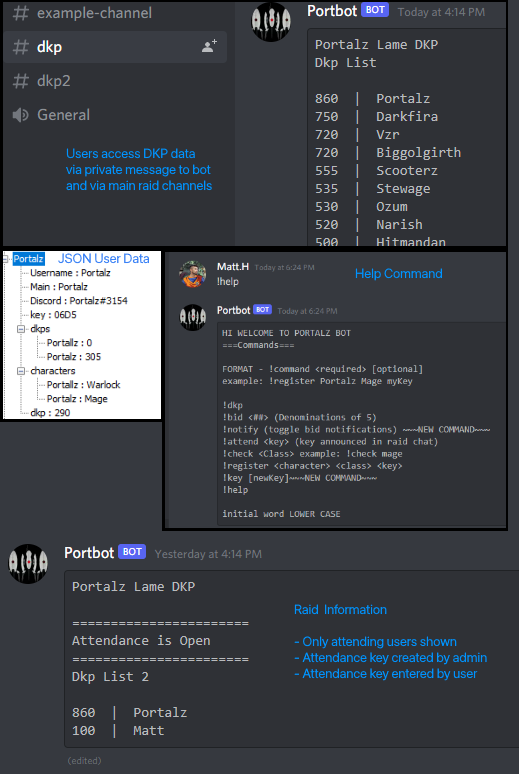 # example-channel
# dkp
# dkp2
General
Users access DKP data
via private message to bot
and via main raid channels
Portbot BOT Today at 4:14 PM
Portalz Lame DKP
Dkp List
860 | Portalz
750 | Darkfira
720 | Vzr
720 | Biggolgirth
555 | Scooterz
535 | Stewage
530 | Ozum
520 | Narish
500 | Hitmandan
Portalz JSON User Data
Username : Portalz
Main : Portalz
Discord : Portalz#3154
key : 06D5
dkps
Portallz : 0
Portalz : 305
characters
Portallz : Warlock
Portalz : Mage
dkp : 290
Matt.H Today at 6:24 PM
!help
Help Command
Portbot BOT Today at 6:24 PM
HI WELCOME TO PORTALZ BOT
===Commands===
FORMAT - !command <required> [optional]
example: !register Portalz Mage myKey
!dkp
!bid <##> (Denominations of 5)
!notify (toggle bid notifications) ~~~NEW COMMAND~~~
!attend <key> (key announced in raid chat)
!check <Class> example: !check mage
!register <character> <class> <key>
!key [newKey]~~~NEW COMMAND~~~
!help
initial word LOWER CASE
Portbot BOT Yesterday at 4:14 PM
Portalz Lame DKP
=======================
Attendance is Open
=======================
Dkp List 2
860 | Portalz
100 | Matt
(edited)
Raid Information
- Only attending users shown
- Attendance key created by admin
- Attendance key entered by user